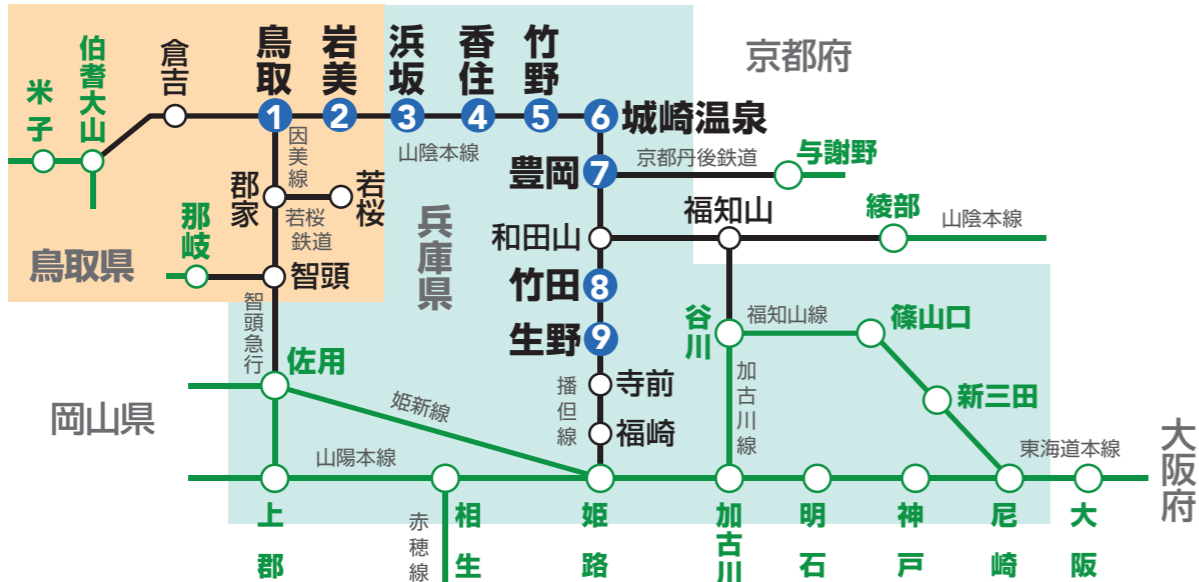 鳥取
岩美
浜坂
香住
竹野
京都府
倉吉
伯耆大山
米子
1
2
3
4
5
6
城崎温泉
因美線
山陰本線
豊岡
7
京都丹後鉄道
与謝野
郡家
若桜
若桜鉄道
那岐
兵庫県
和田山
福知山
綾部
山陰本線
鳥取県
智頭
竹田
8
智頭急行
生野
9
谷川
福知山線
篠山口
佐用
寺前
新三田
岡山県
姫新線
播但線
福崎
加古川線
山陽本線
東海道本線
大阪府
上郡
赤穂線
相生
姫路
加古川
明石
神戸
尼崎
大阪